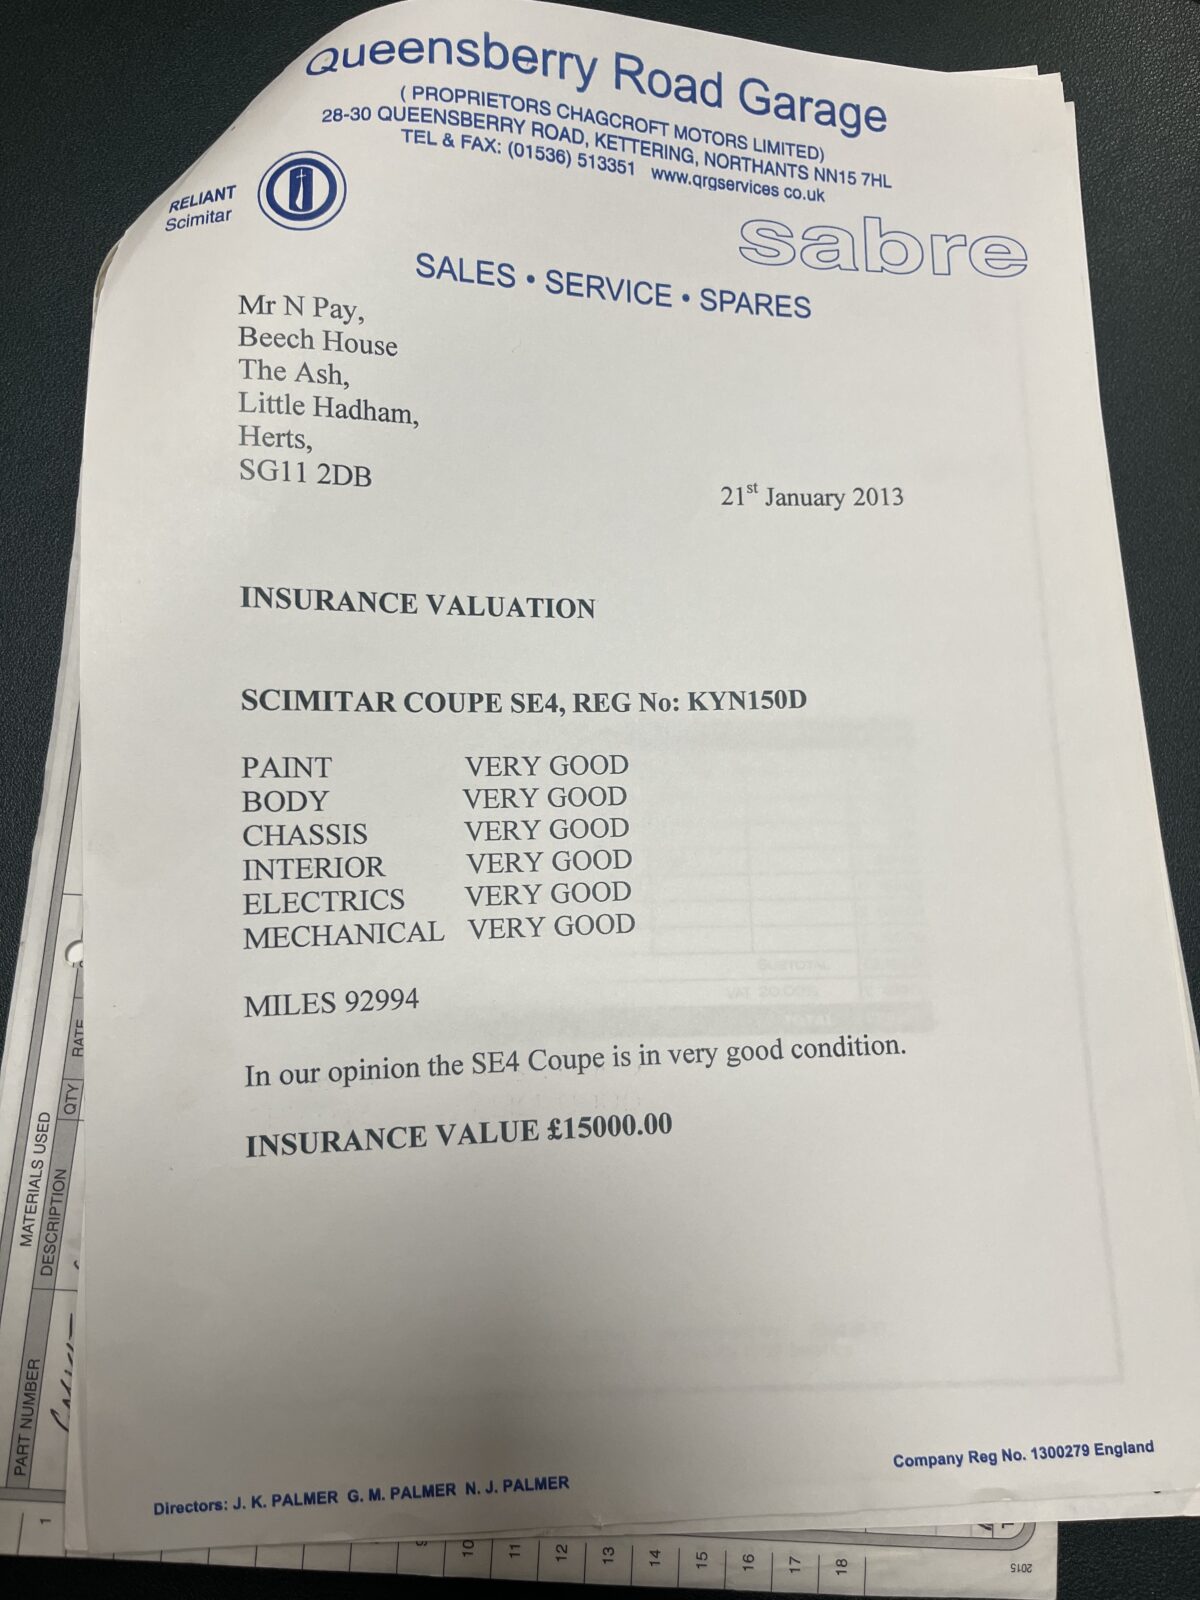 Queensberry Road Garage
( PROPRIETORS CHAGCROFT MOTORS LIMITED)
28-30 QUEENSBERRY ROAD, KETTERING, NORTHANTS NN15 7HL
TEL & FAX: (01536) 513351 www.qrgservices co.uk
RELIANT
Scimitar
sabre
SALES • SERVICE • SPARES
Mr N Pay,
Beech House
The Ash,
Little Hadham,
Herts,
SG11 2DB
21st January 2013
INSURANCE VALUATION
SCIMITAR COUPE SE4, REG No: KYN150D
PAINT VERY GOOD
BODY VERY GOOD
CHASSIS VERY GOOD
INTERIOR VERY GOOD
ELECTRICS VERY GOOD
MECHANICAL VERY GOOD
MILES 92994
In our opinion the SE4 Coupe is in very good condition.
INSURANCE VALUE £15000.00
Company Reg No. 1300279 England
Directors: J. K. PALMER G. M. PALMER N. J. PALMER
MATERIALS USED
PART NUMBER DESCRIPTION QTY RATE
1 9 10 11 12 13 14 15 16 17 18
2015